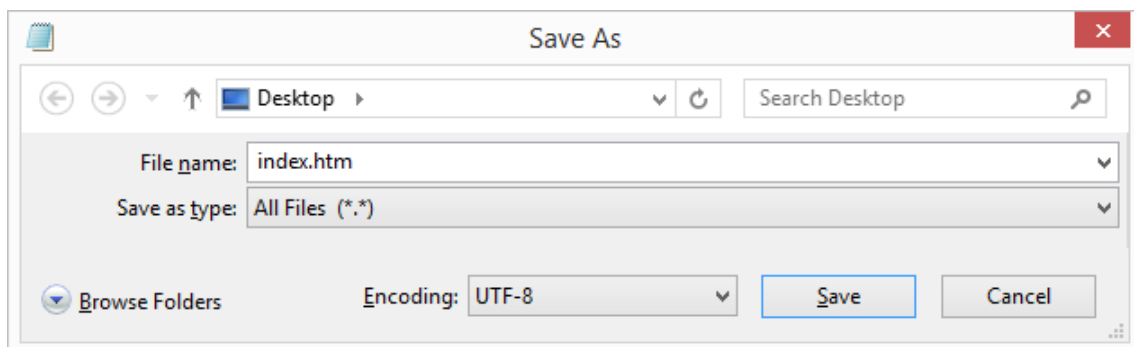 Save As
Desktop
Search Desktop
File name: index.htm
Save as type: All Files (*.*)
Browse Folders
Encoding: UTF-8
Save
Cancel